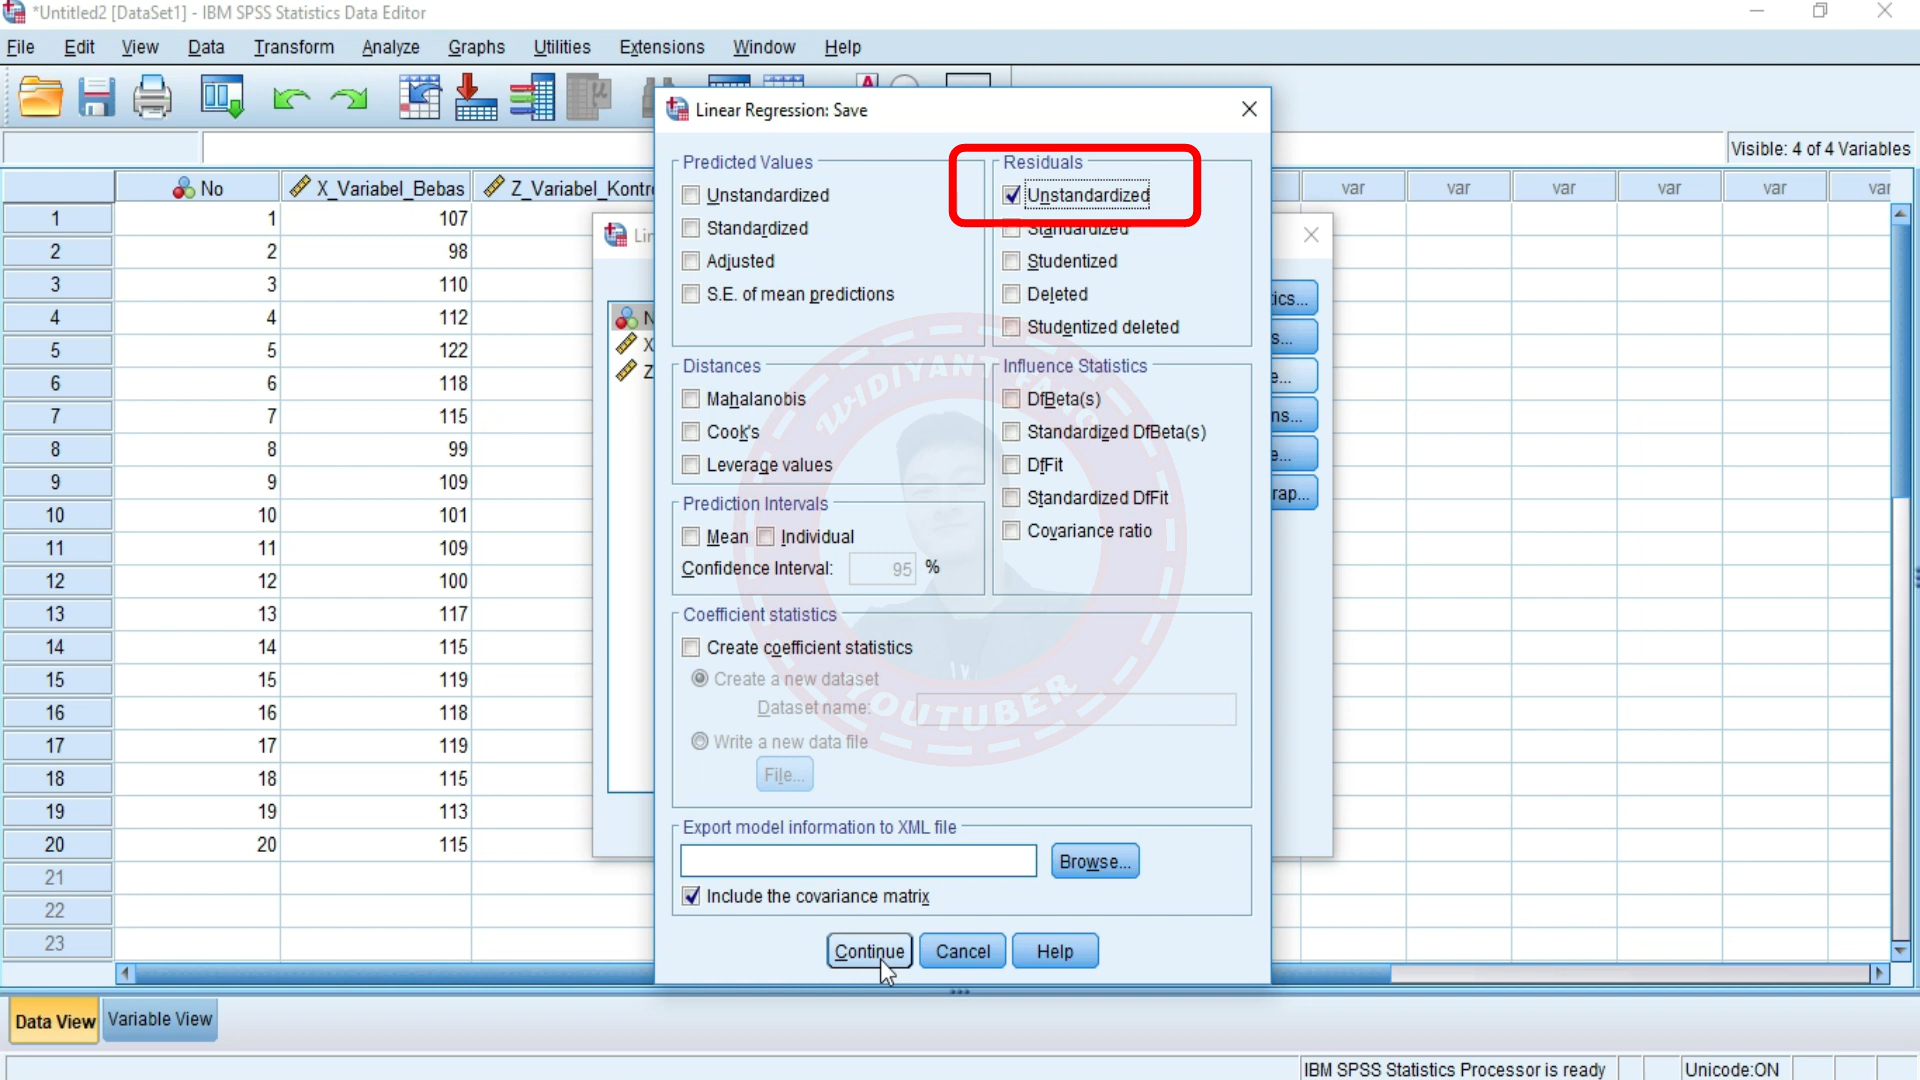 *Untitled2 [DataSet1] - IBM SPSS Statistics Data Editor
File Edit View Data Transform Analyze Graphs Utilities Extensions Window Help
Linear Regression: Save
Visible: 4 of 4 Variables
No X_Variabel_Bebas Z_Variabel_Kontr var var var var var var
1 1 107
2 2 98
3 3 110
4 4 112
5 5 122
6 6 118
7 7 115
8 8 99
9 9 109
10 10 101
11 11 109
12 12 100
13 13 117
14 14 115
15 15 119
16 16 118
17 17 119
18 18 115
19 19 113
20 20 115
21
22
23
Lin
N
X
Z
Predicted Values
Unstandardized
Standardized
Adjusted
S.E. of mean predictions
Residuals
Unstandardized
Standardized
Studentized
Deleted
Studentized deleted
Distances
Mahalanobis
Cook's
Leverage values
Influence Statistics
DfBeta(s)
Standardized DfBeta(s)
DfFit
Standardized DfFit
Covariance ratio
Prediction Intervals
Mean Individual
Confidence Interval: 95 %
Coefficient statistics
Create coefficient statistics
Create a new dataset
Dataset name:
Write a new data file
File...
Export model information to XML file
Browse...
Include the covariance matrix
Continue Cancel Help
tics...
s...
e...
ns...
e...
rap...
YOUTUBER
Data View Variable View
IBM SPSS Statistics Processor is ready Unicode:ON